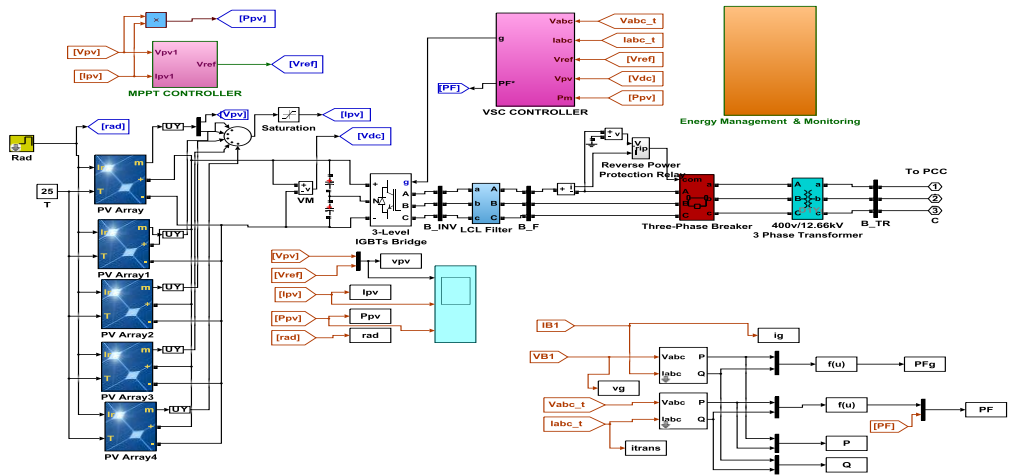 [Ppv]
×
[Vpv]
[Ipv]
Vpv1
Ipv1
Vref
[Vref]
MPPT CONTROLLER
Vabc
Iabc
Vref
Vpv
Pm
g
PF*
Vabc_t
Iabc_t
[Vref]
[Vdc]
[Ppv]
[PF]
VSC CONTROLLER
Energy Management & Monitoring
Rad
[rad]
UY
[Vpv]
Saturation
[Ipv]
[Vdc]
25
T
m
T
+
-
PV Array
VM
+
v
-
+
N
-
g
A
B
C
3-Level
IGBTs Bridge
B_INV
a
b
c
A
B
C
LCL Filter
B_F
+
i
-
+
v
-
V
Reverse Power
Protection Relay
A
B
C
a
b
c
Three-Phase Breaker
A
B
C
a
b
c
400v/12.66kV
3 Phase Transformer
B_TR
To PCC
1
2
3
C
m
T
+
-
UY
PV Array1
m
T
+
-
UY
PV Array2
m
T
+
-
UY
PV Array3
m
T
+
-
UY
PV Array4
[Vpv]
[Vref]
vpv
[Ipv]
Ipv
[Ppv]
Ppv
[rad]
rad
IB1
ig
VB1
vg
Vabc
Iabc
P
Q
f(u)
PFg
Vabc_t
Iabc_t
itrans
Vabc
Iabc
P
Q
f(u)
[PF]
PF
P
Q